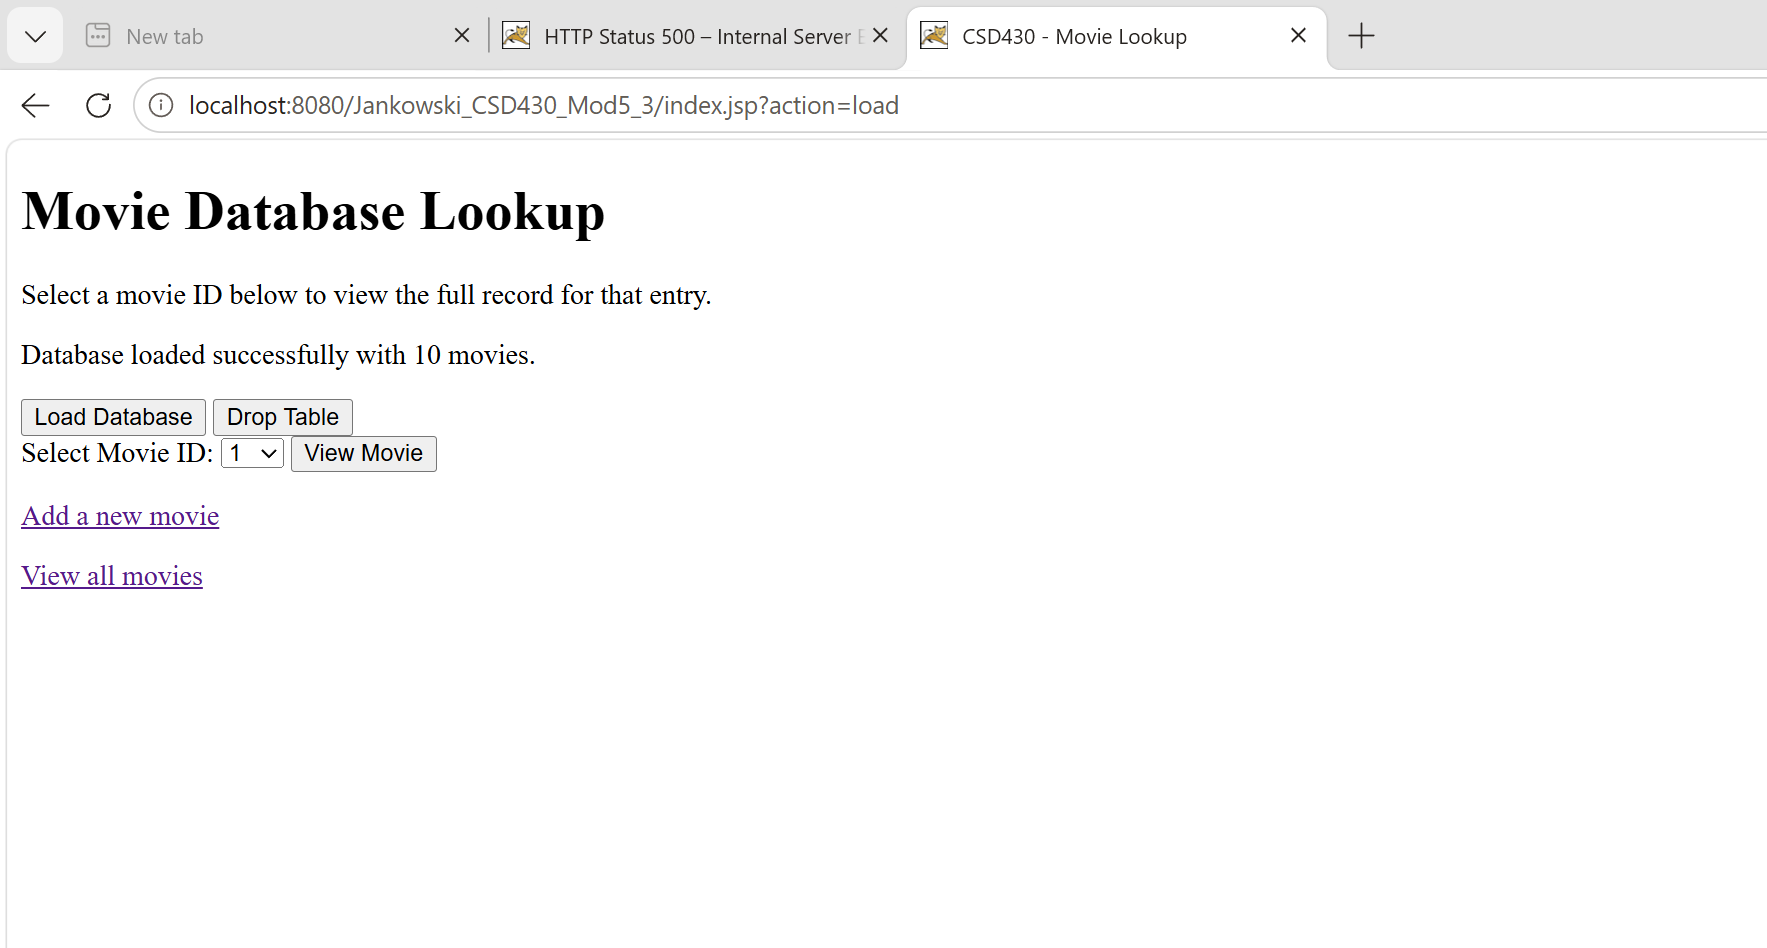 New tab
HTTP Status 500 – Internal Server
CSD430 - Movie Lookup
localhost:8080/Jankowski_CSD430_Mod5_3/index.jsp?action=load
Movie Database Lookup
Select a movie ID below to view the full record for that entry.
Database loaded successfully with 10 movies.
Load Database Drop Table
Select Movie ID: 1 View Movie
Add a new movie
View all movies